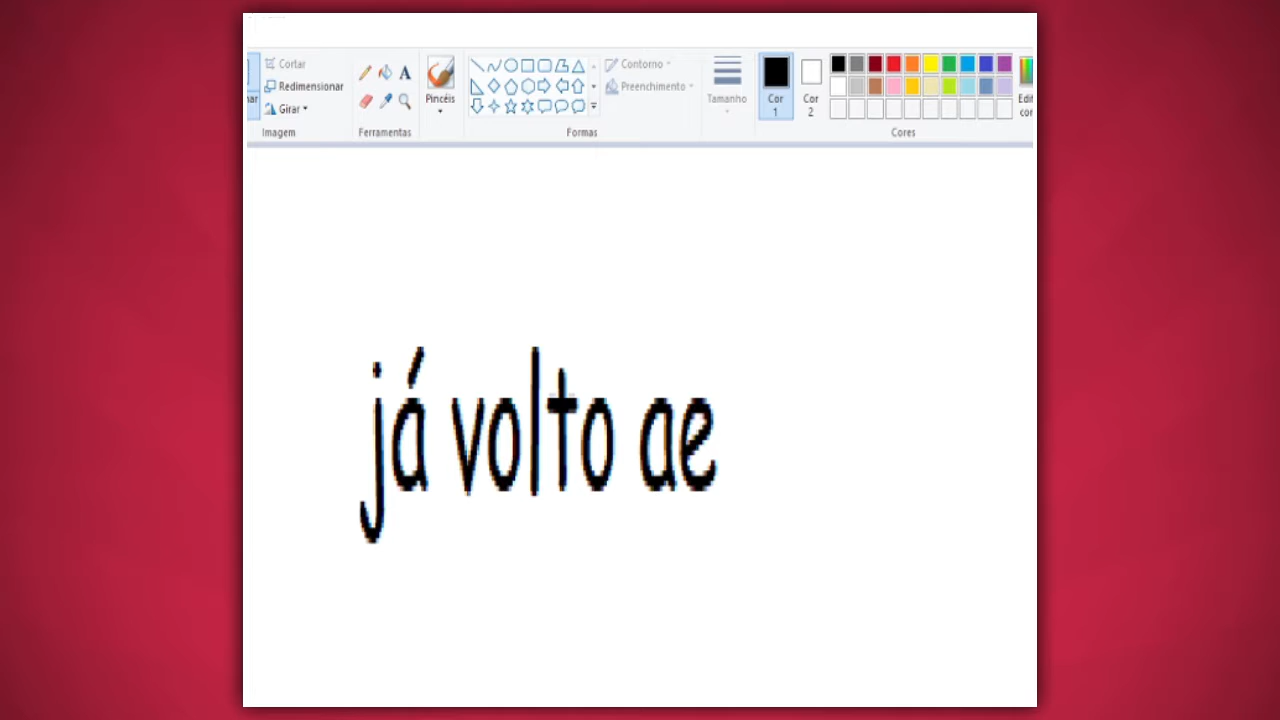 Cortar
Redimensionar
Girar
Imagem
Ferramentas
Pincéis
Contorno
Preenchimento
Formas
Tamanho
Cor
1
Cor
2
Cores
já volto ae